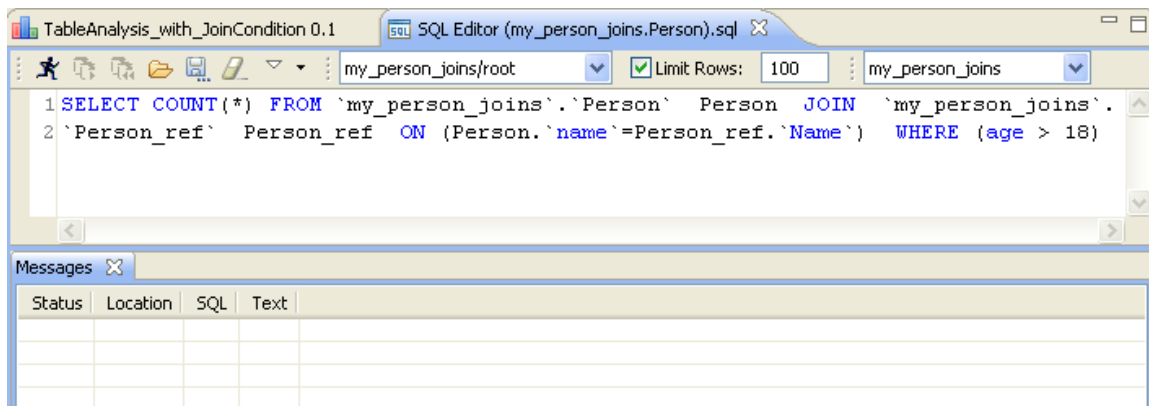 TableAnalysis_with_JoinCondition 0.1 SQL SQL Editor (my_person_joins.Person).sql
my_person_joins/root Limit Rows: 100 my_person_joins
1 SELECT COUNT(*) FROM `my_person_joins`.`Person` Person JOIN `my_person_joins`.
2 `Person_ref` Person_ref ON (Person.`name`=Person_ref.`Name`) WHERE (age > 18)
Messages
Status Location SQL Text